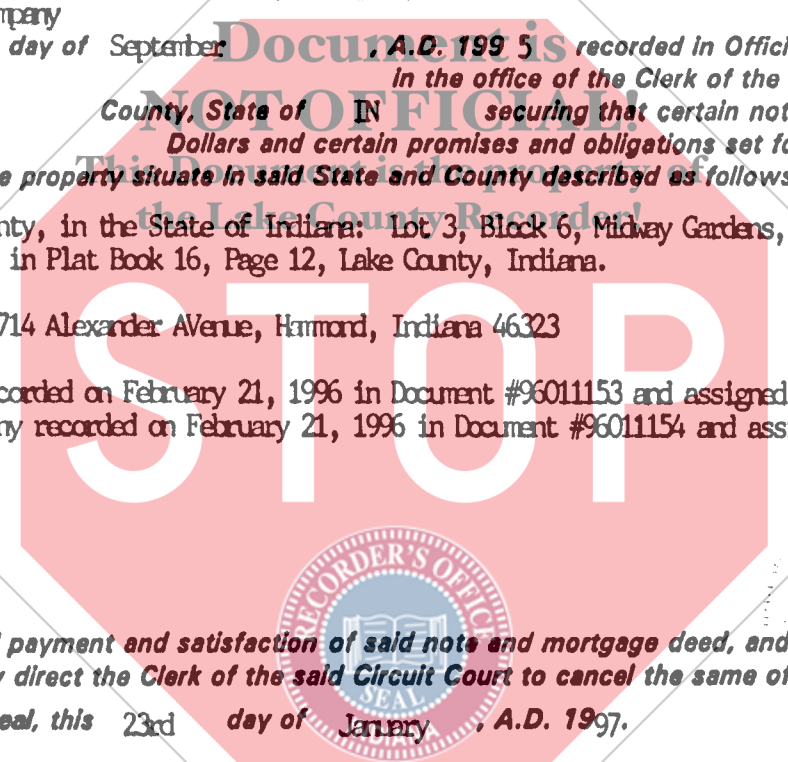 mpany
day of September, A.D. 199 5 recorded in Offici
in the office of the Clerk of the
County, State of IN securing that certain not
Dollars and certain promises and obligations set fo
e property situate in said State and County described as follows
nty, in the State of Indiana: Lot 3, Block 6, Midway Gardens,
in Plat Book 16, Page 12, Lake County, Indiana.
714 Alexander AVenue, Hammond, Indiana 46323
corded on February 21, 1996 in Document #96011153 and assigned
ny recorded on February 21, 1996 in Document #96011154 and ass
payment and satisfaction of said note and mortgage deed, and
y direct the Clerk of the said Circuit Court to cancel the same of
eal, this 23rd day of January, A.D. 1997.
Document is
NOT OFFICIAL!
This Document is the property of
the Lake County Recorder!
STOP
RECORDER'S OFFICE
SEAL
INDIANA